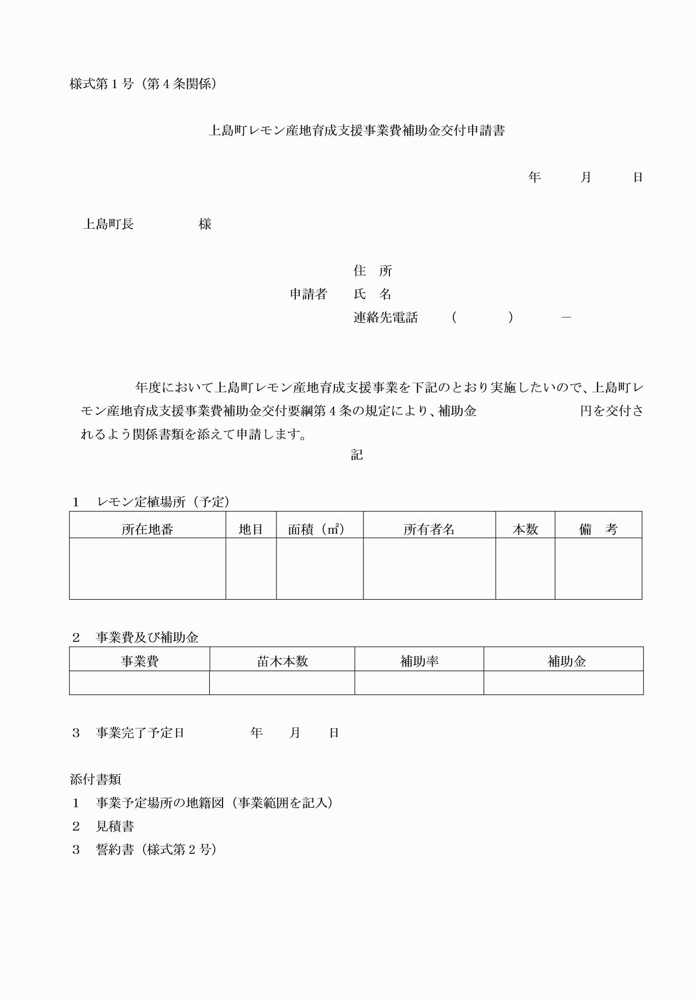 様式第１号（第４条関係）
上島町レモン産地育成支援事業費補助金交付申請書
年　　　月　　　日
上島町長　　　　　様
住　所
申請者　　氏　名
連絡先電話　　（　　　　）　　　－
年度において上島町レモン産地育成支援事業を下記のとおり実施したいので、上島町レ
モン産地育成支援事業費補助金交付要綱第４条の規定により、補助金　　　　　　　　円を交付さ
れるよう関係書類を添えて申請します。
記
１　レモン定植場所（予定）
所在地番　地目　面積（㎡）　所有者名　本数　備　考
２　事業費及び補助金
事業費　苗木本数　補助率　補助金
３　事業完了予定日　　　　　年　　月　　日
添付書類
１　事業予定場所の地籍図（事業範囲を記入）
２　見積書
３　誓約書（様式第２号）